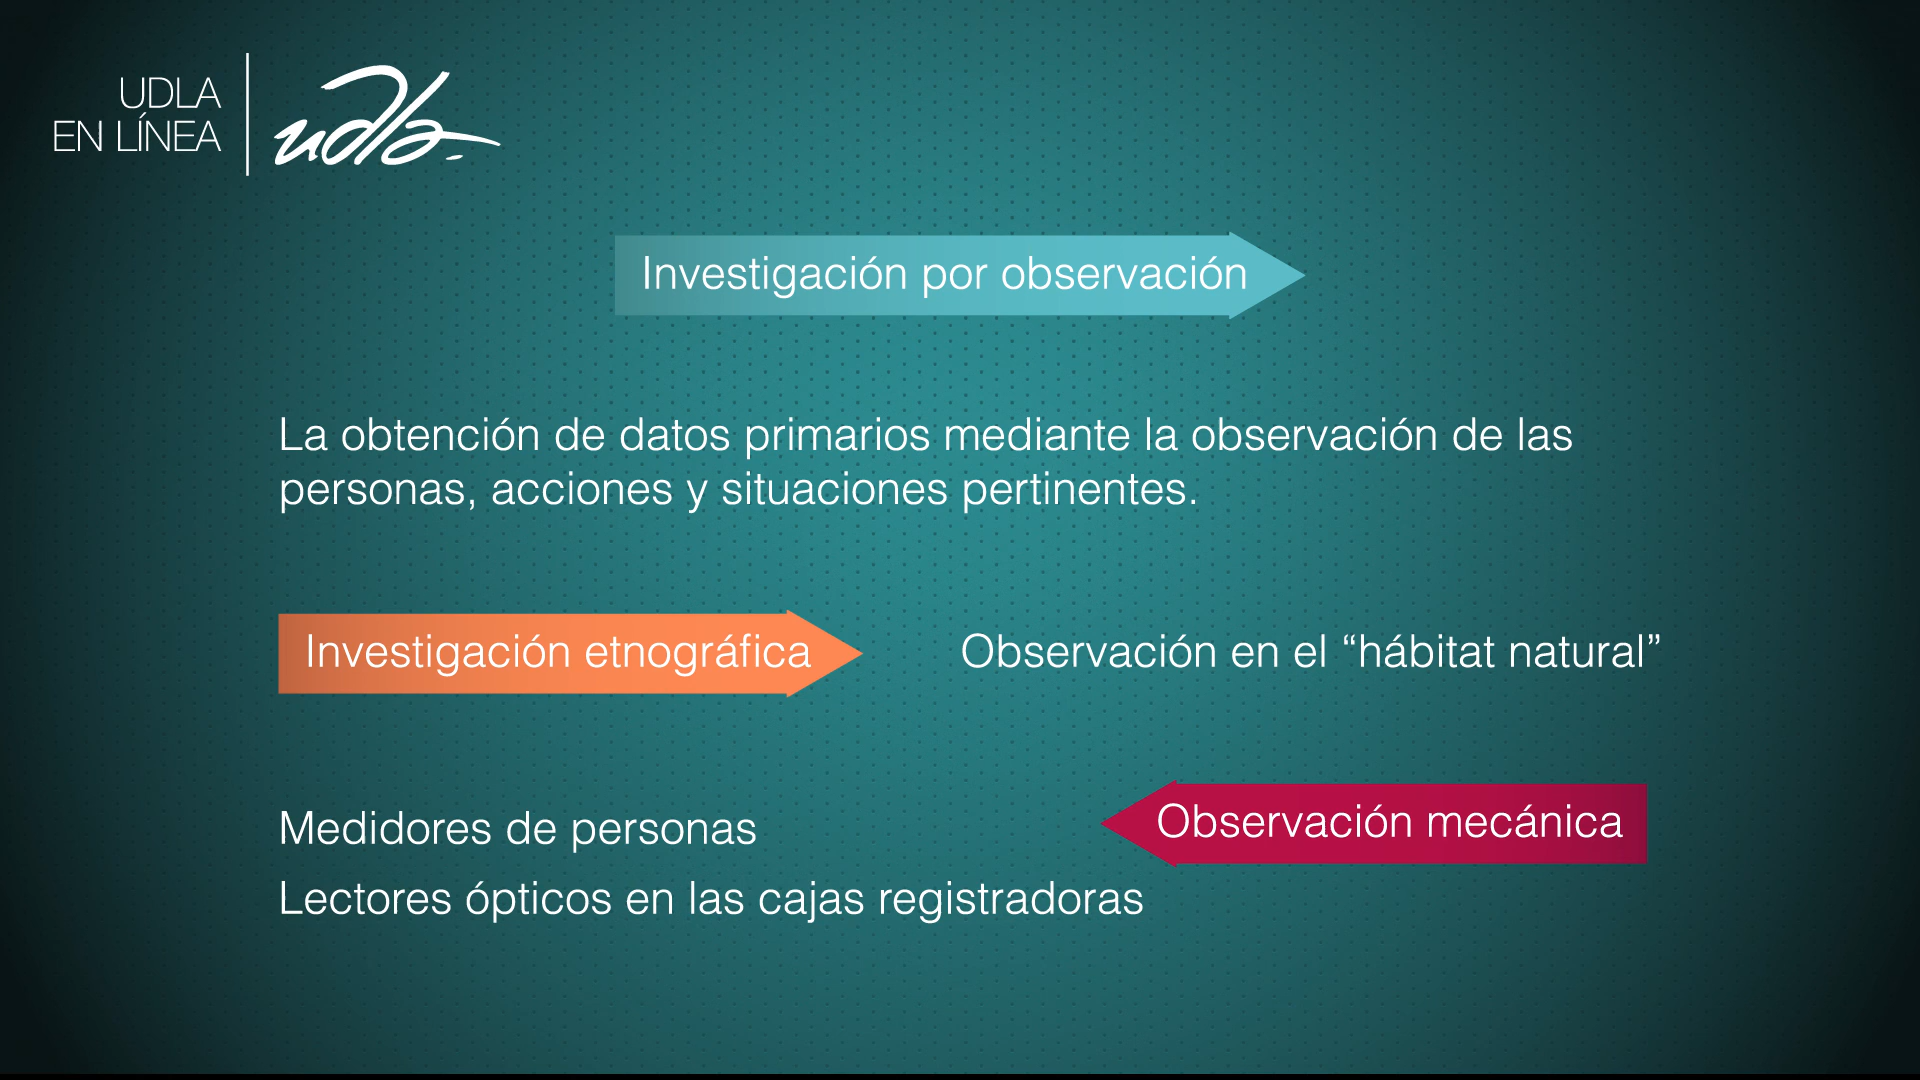 UDLA
EN LÍNEA
udla
Investigación por observación
La obtención de datos primarios mediante la observación de las
personas, acciones y situaciones pertinentes.
Investigación etnográfica
Observación en el “hábitat natural”
Observación mecánica
Medidores de personas
Lectores ópticos en las cajas registradoras